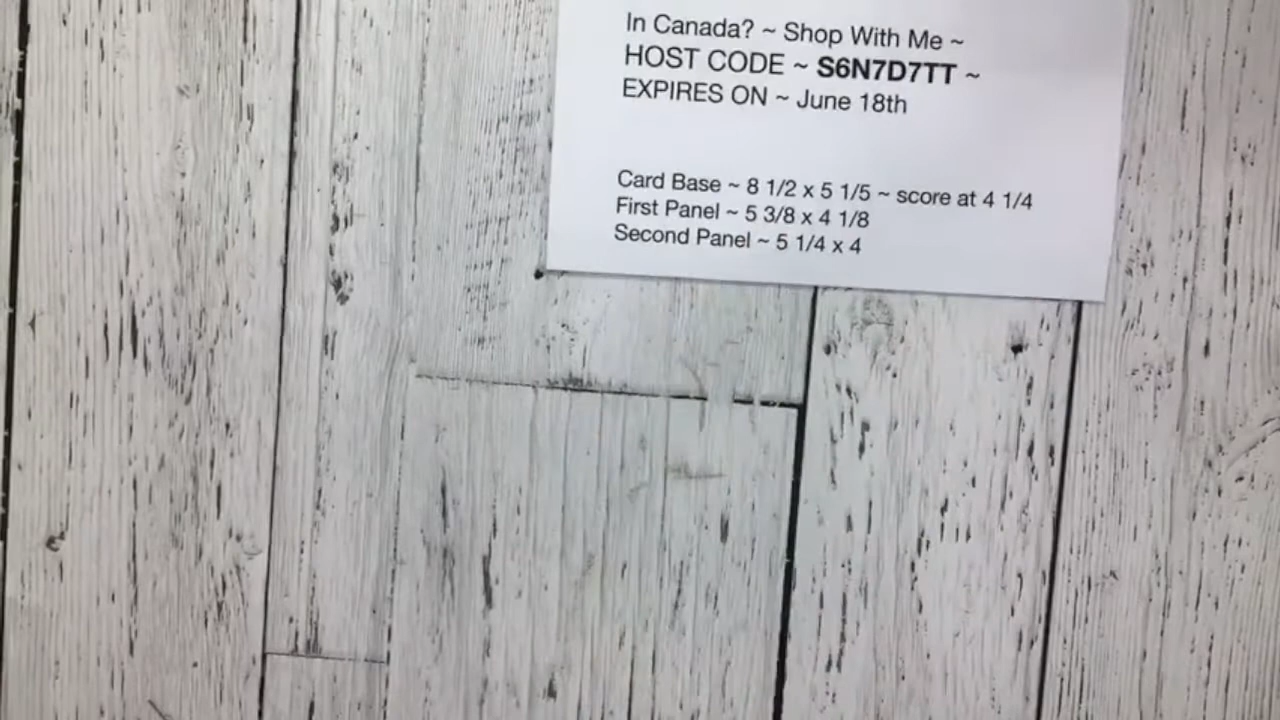 In Canada? ~ Shop With Me ~
HOST CODE ~ S6N7D7TT ~
EXPIRES ON ~ June 18th
Card Base ~ 8 1/2 x 5 1/5 ~ score at 4 1/4
First Panel ~ 5 3/8 x 4 1/8
Second Panel ~ 5 1/4 x 4